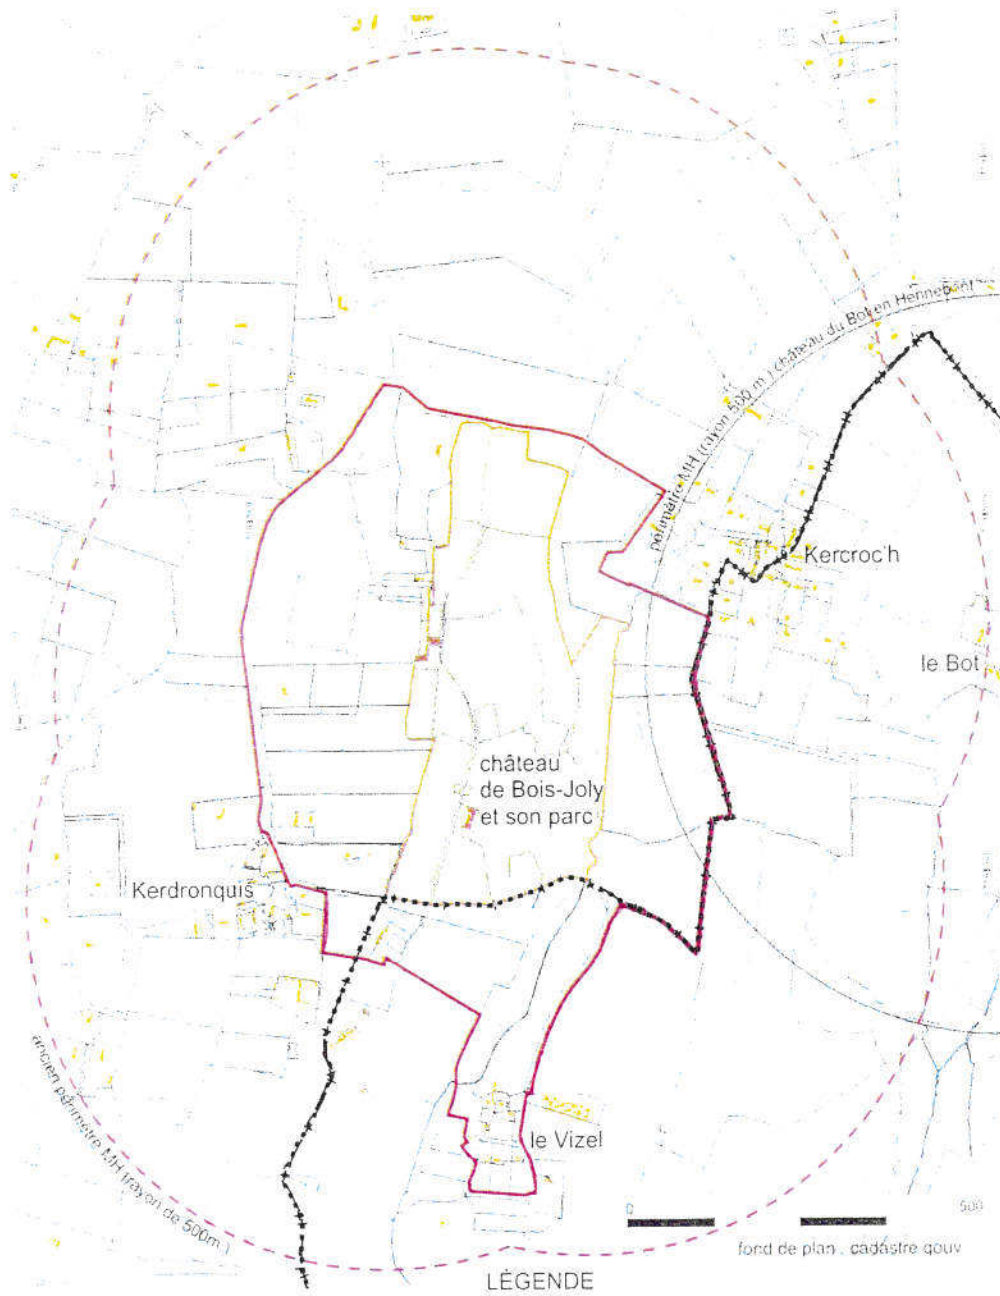 périmètre MH (rayon 500 m ) château du Bot en Hennebont
Kercroc'h
le Bot
château
de Bois-Joly
et son parc
Kerdronquis
ancien périmètre MH (rayon de 500m )
le Vizel
0 500
fond de plan . cadastre gouv
LÉGENDE